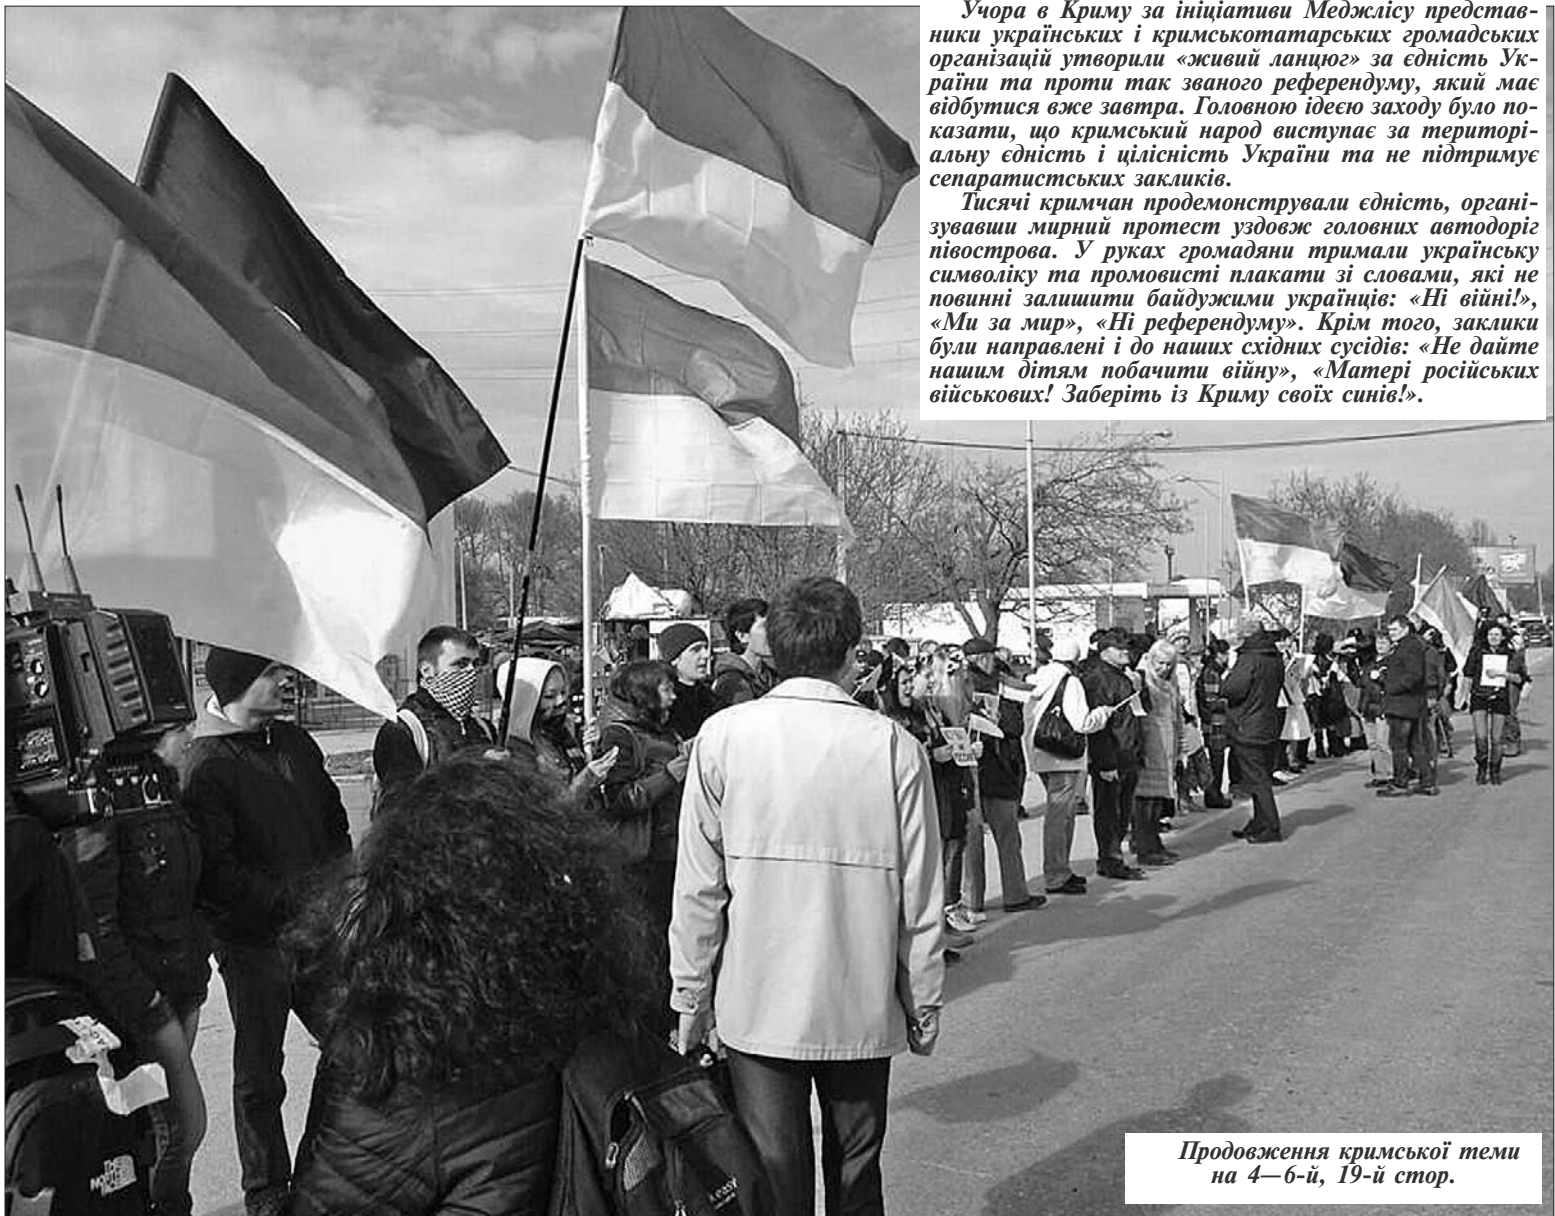 Учора в Криму за ініціативи Меджлісу представ-
ники українських і кримськотатарських громадських
організацій утворили «живий ланцюг» за єдність Ук-
раїни та проти так званого референдуму, який має
відбутися вже завтра. Головною ідеєю заходу було по-
казати, що кримський народ виступає за територі-
альну єдність і цілісність України та не підтримує
сепаратистських закликів.
Тисячі кримчан продемонстрували єдність, органі-
зувавши мирний протест уздовж головних автодоріг
півострова. У руках громадяни тримали українську
символіку та промовисті плакати зі словами, які не
повинні залишити байдужими українців: «Ні війні!»,
«Ми за мир», «Ні референдуму». Крім того, заклики
були направлені і до наших східних сусідів: «Не дайте
нашим дітям побачити війну», «Матері російських
військових! Заберіть із Криму своїх синів!».
THE
NORTH
FACE
Продовження кримської теми
на 4—6-й, 19-й стор.